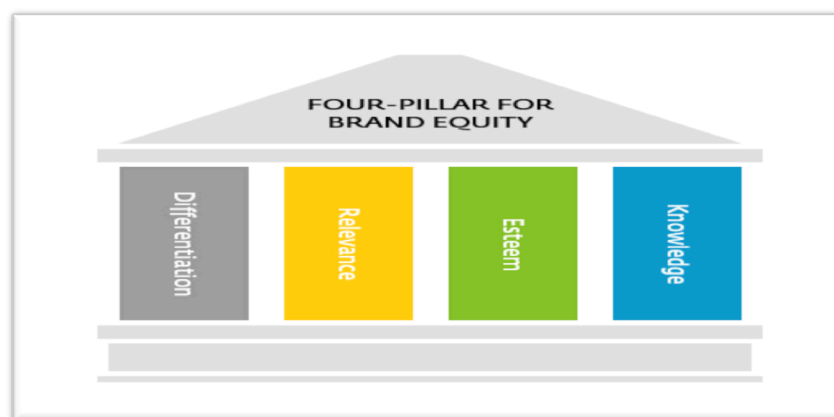 FOUR-PILLAR FOR
BRAND EQUITY
Differentiation
Relevance
Esteem
Knowledge